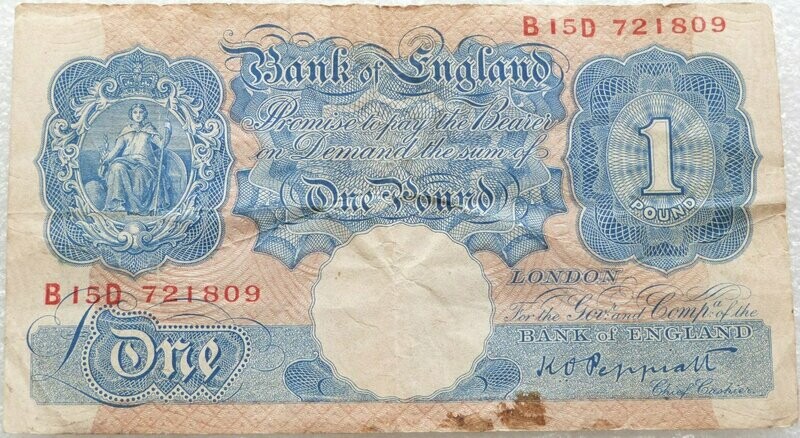 B15D 721809
Bank of England
Promise to pay the Bearer
on Demand the sum of
One Pound
1
POUND
LONDON
B15D 721809
For the Govr. and Compa. of the
BANK of ENGLAND
One
K O Peppiatt
Chief Cashier